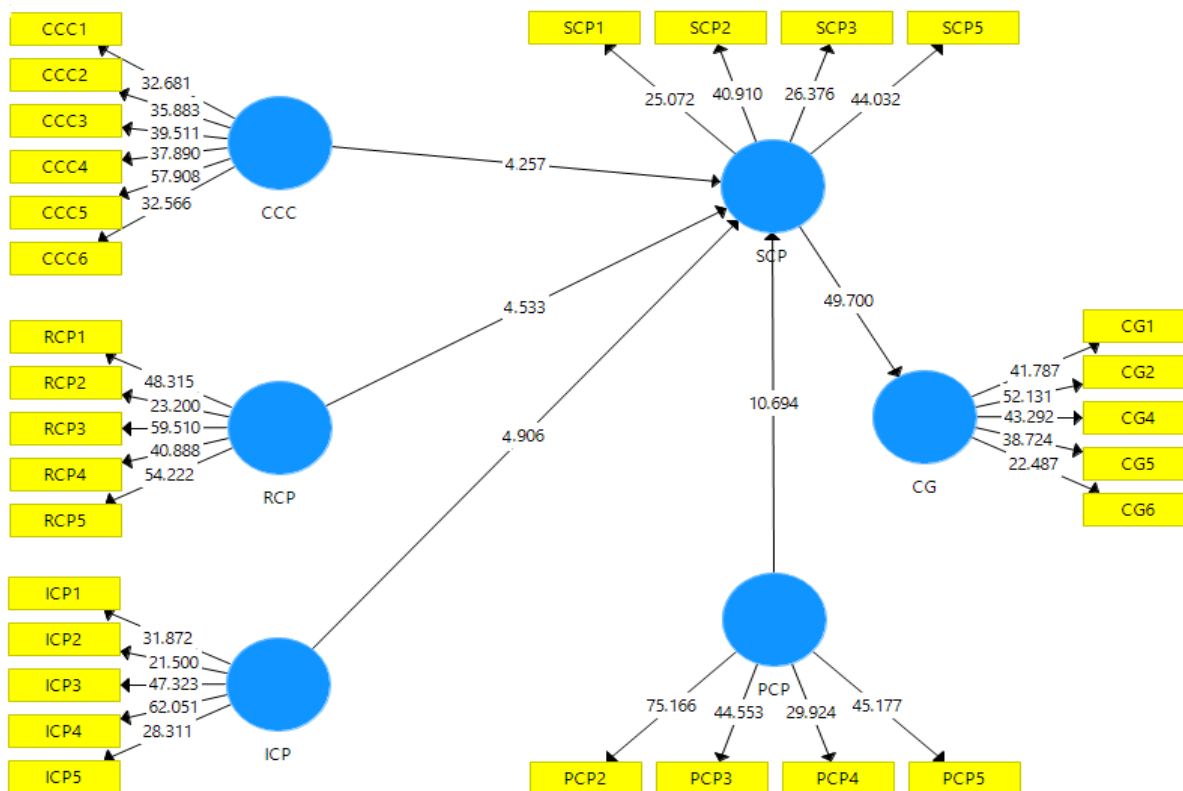 CCC1
CCC2
CCC3
CCC4
CCC5
CCC6
32.681
35.883
39.511
37.890
57.908
32.566
CCC
4.257
SCP1
SCP2
SCP3
SCP5
25.072
40.910
26.376
44.032
SCP
RCP1
RCP2
RCP3
RCP4
RCP5
48.315
23.200
59.510
40.888
54.222
RCP
4.533
49.700
CG1
CG2
CG4
CG5
CG6
41.787
52.131
43.292
38.724
22.487
CG
10.694
4.906
ICP1
ICP2
ICP3
ICP4
ICP5
31.872
21.500
47.323
62.051
28.311
ICP
PCP
75.166
44.553
29.924
45.177
PCP2
PCP3
PCP4
PCP5